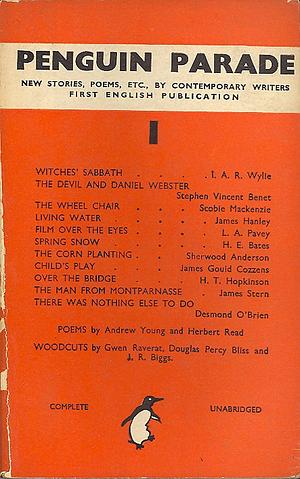 PENGUIN PARADE
NEW STORIES, POEMS, ETC., BY CONTEMPORARY WRITERS
FIRST ENGLISH PUBLICATION
1
WITCHES' SABBATH . . . . I. A. R. Wylie
THE DEVIL AND DANIEL WEBSTER
Stephen Vincent Benet
THE WHEEL CHAIR . . . Scobie Mackenzie
LIVING WATER . . . . James Hanley
FILM OVER THE EYES . . . L. A. Pavey
SPRING SNOW . . . . H. E. Bates
THE CORN PLANTING . . Sherwood Anderson
CHILD'S PLAY . . James Gould Cozzens
OVER THE BRIDGE . . . H. T. Hopkinson
THE MAN FROM MONTPARNASSE . James Stern
THERE WAS NOTHING ELSE TO DO
Desmond O'Brien
POEMS by Andrew Young and Herbert Read
WOODCUTS by Gwen Raverat, Douglas Percy Bliss and
J. R. Biggs.
COMPLETE UNABRIDGED